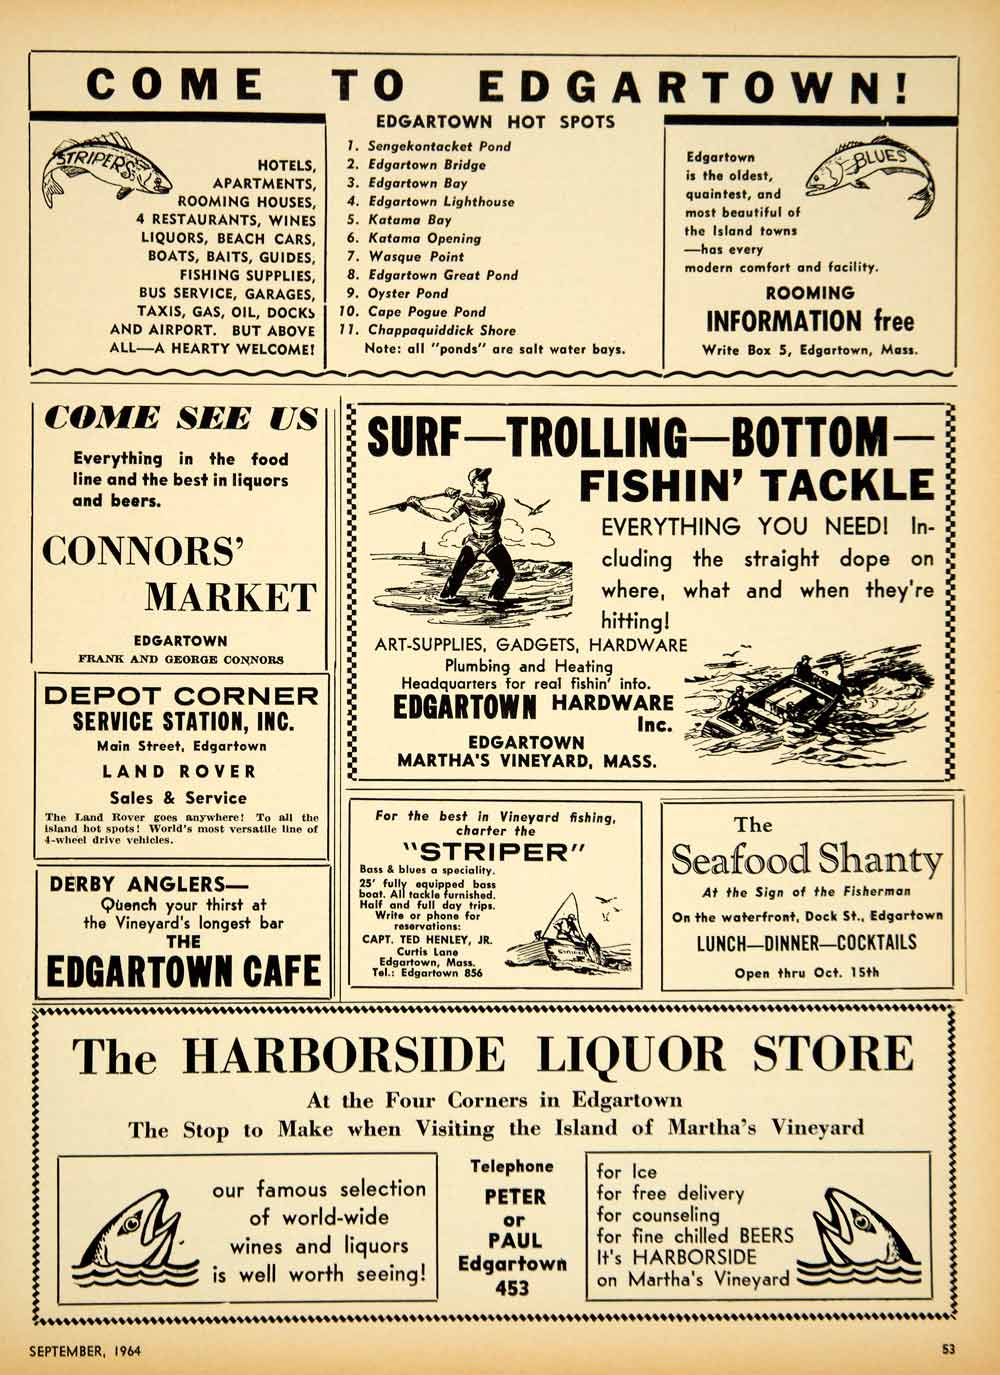 COME TO EDGARTOWN!
STRIPERS
HOTELS,
APARTMENTS,
ROOMING HOUSES,
4 RESTAURANTS, WINES
LIQUORS, BEACH CARS,
BOATS, BAITS, GUIDES,
FISHING SUPPLIES,
BUS SERVICE, GARAGES,
TAXIS, GAS, OIL, DOCKS
AND AIRPORT. BUT ABOVE
ALL—A HEARTY WELCOME!
EDGARTOWN HOT SPOTS
1. Sengekontacket Pond
2. Edgartown Bridge
3. Edgartown Bay
4. Edgartown Lighthouse
5. Katama Bay
6. Katama Opening
7. Wasque Point
8. Edgartown Great Pond
9. Oyster Pond
10. Cape Pogue Pond
11. Chappaquiddick Shore
Note: all "ponds" are salt water bays.
BLUES
Edgartown
is the oldest,
quaintest, and
most beautiful of
the Island towns
—has every
modern comfort and facility.
ROOMING
INFORMATION free
Write Box 5, Edgartown, Mass.
COME SEE US
Everything in the food
line and the best in liquors
and beers.
CONNORS'
MARKET
EDGARTOWN
FRANK AND GEORGE CONNORS
DEPOT CORNER
SERVICE STATION, INC.
Main Street, Edgartown
LAND ROVER
Sales & Service
The Land Rover goes anywhere! To all the
island hot spots! World's most versatile line of
4-wheel drive vehicles.
DERBY ANGLERS—
Quench your thirst at
the Vineyard's longest bar
THE
EDGARTOWN CAFE
SURF—TROLLING—BOTTOM—
FISHIN' TACKLE
EVERYTHING YOU NEED! In-
cluding the straight dope on
where, what and when they're
hitting!
ART-SUPPLIES, GADGETS, HARDWARE
Plumbing and Heating
Headquarters for real fishin' info.
EDGARTOWN HARDWARE
Inc.
EDGARTOWN
MARTHA'S VINEYARD, MASS.
For the best in Vineyard fishing,
charter the
"STRIPER"
Bass & blues a speciality.
25' fully equipped bass
boat. All tackle furnished.
Half and full day trips.
Write or phone for
reservations:
CAPT. TED HENLEY, JR.
Curtis Lane
Edgartown, Mass.
Tel.: Edgartown 856
The
Seafood Shanty
At the Sign of the Fisherman
On the waterfront, Dock St., Edgartown
LUNCH—DINNER—COCKTAILS
Open thru Oct. 15th
The HARBORSIDE LIQUOR STORE
At the Four Corners in Edgartown
The Stop to Make when Visiting the Island of Martha's Vineyard
our famous selection
of world-wide
wines and liquors
is well worth seeing!
Telephone
PETER
or
PAUL
Edgartown
453
for Ice
for free delivery
for counseling
for fine chilled BEERS
It's HARBORSIDE
on Martha's Vineyard
SEPTEMBER, 1964
53